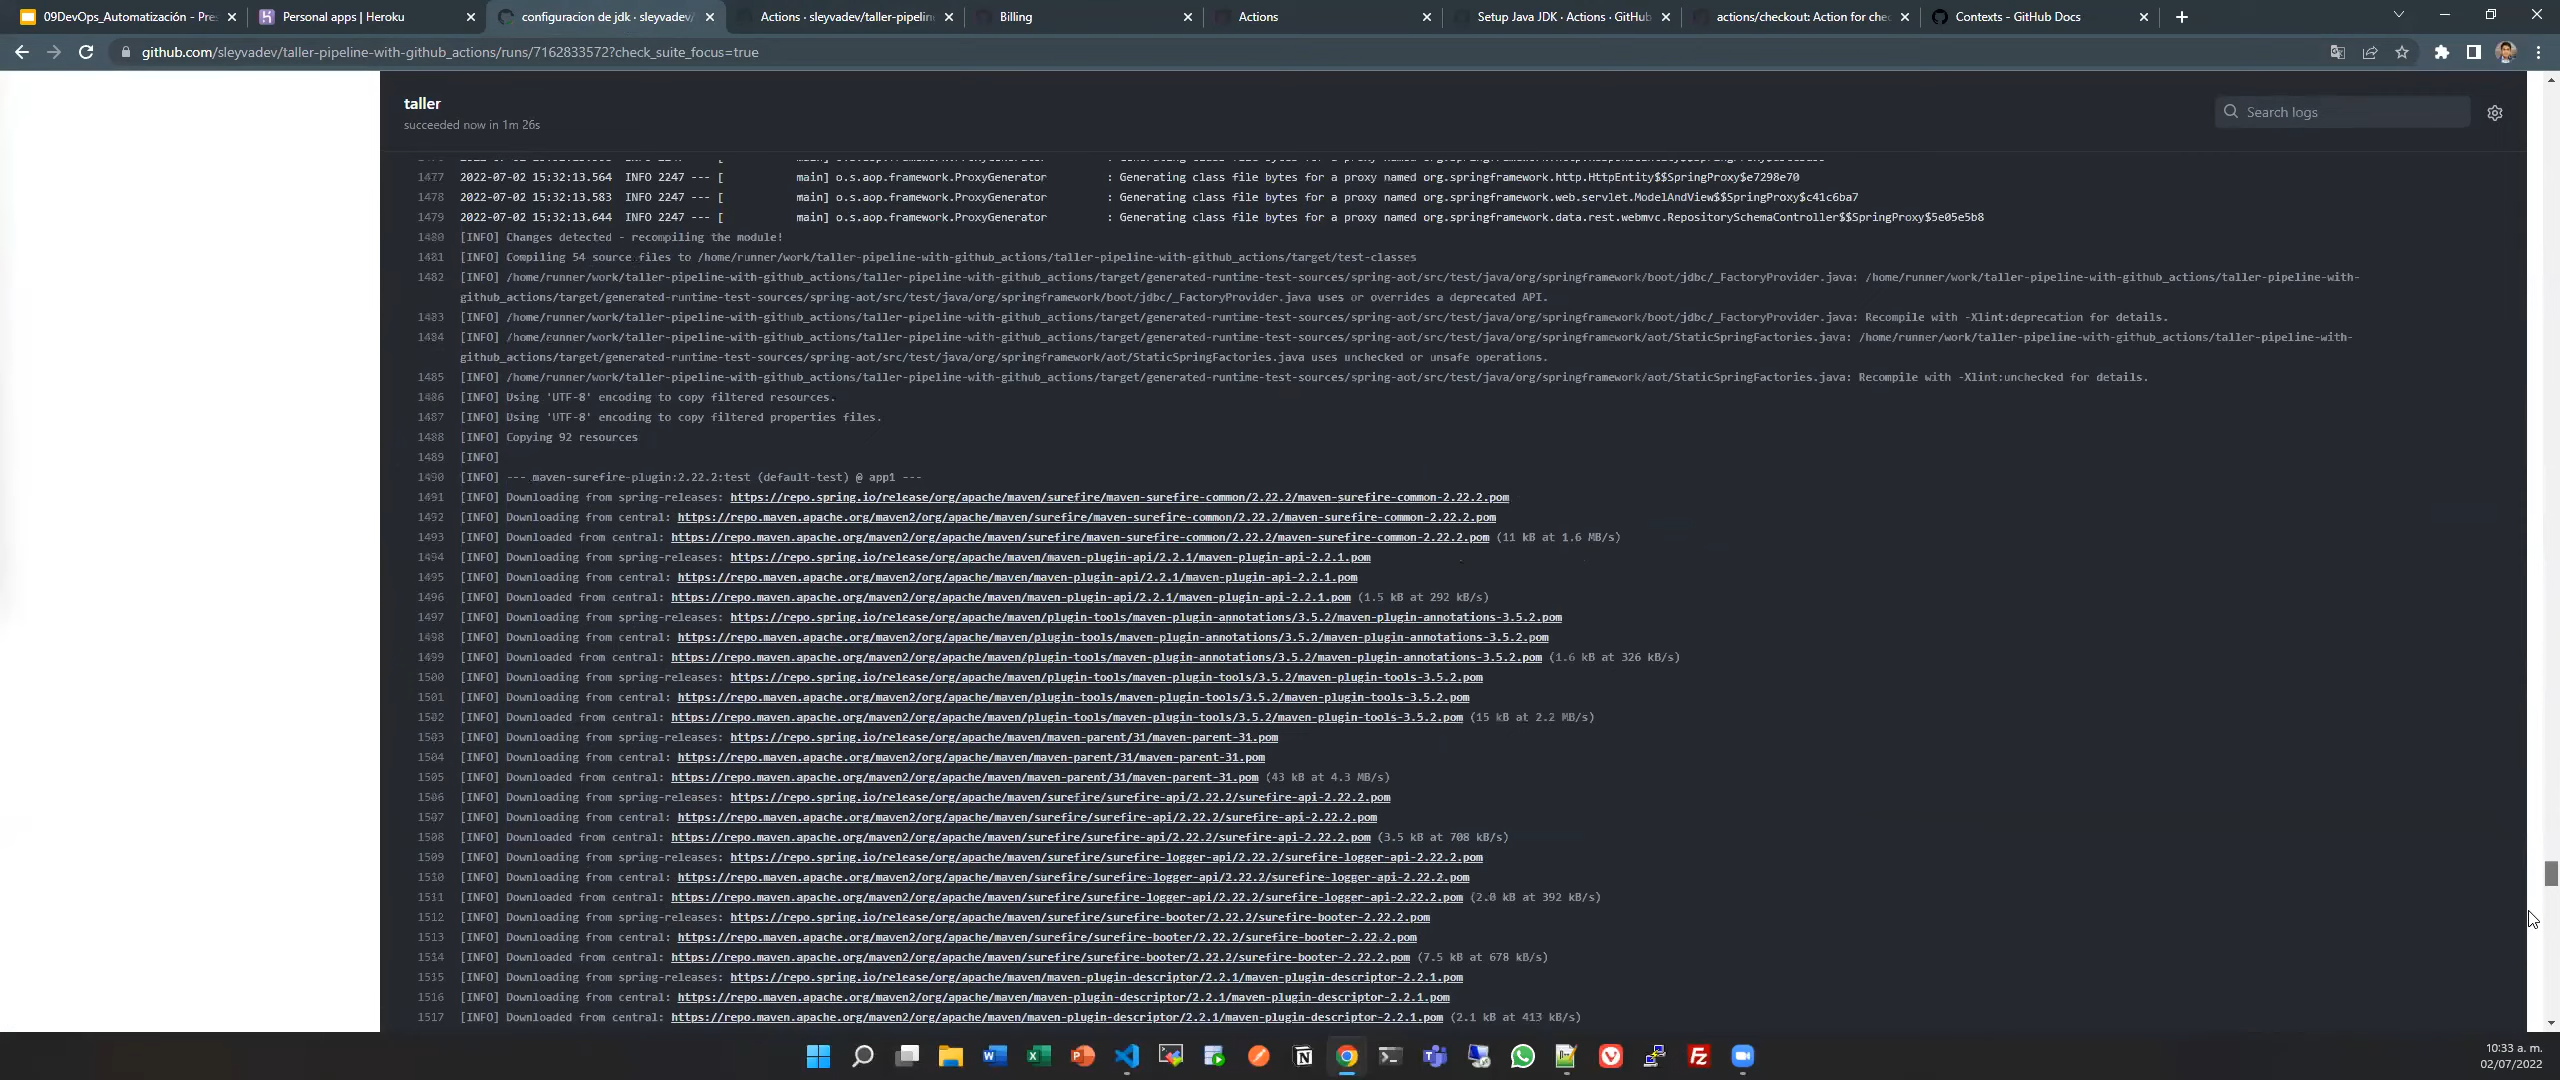 09DevOps_Automatización - Pre
Personal apps | Heroku
configuracion de jdk · sleyvadev/
Actions · sleyvadev/taller-pipelin
Billing
Actions
Setup Java JDK · Actions · GitHub
actions/checkout: Action for che
Contexts - GitHub Docs
github.com/sleyvadev/taller-pipeline-with-github_actions/runs/7162833572?check_suite_focus=true
taller
succeeded now in 1m 26s
Search logs
1477 2022-07-02 15:32:13.564 INFO 2247 --- [ main] o.s.aop.framework.ProxyGenerator : Generating class file bytes for a proxy named org.springframework.http.HttpEntity$$SpringProxy$e7298e70
1478 2022-07-02 15:32:13.583 INFO 2247 --- [ main] o.s.aop.framework.ProxyGenerator : Generating class file bytes for a proxy named org.springframework.web.servlet.ModelAndView$$SpringProxy$c41c6ba7
1479 2022-07-02 15:32:13.644 INFO 2247 --- [ main] o.s.aop.framework.ProxyGenerator : Generating class file bytes for a proxy named org.springframework.data.rest.webmvc.RepositorySchemaController$$SpringProxy$5e05e5b8
1480 [INFO] Changes detected - recompiling the module!
1481 [INFO] Compiling 54 source files to /home/runner/work/taller-pipeline-with-github_actions/taller-pipeline-with-github_actions/target/test-classes
1482 [INFO] /home/runner/work/taller-pipeline-with-github_actions/taller-pipeline-with-github_actions/target/generated-runtime-test-sources/spring-aot/src/test/java/org/springframework/boot/jdbc/_FactoryProvider.java: /home/runner/work/taller-pipeline-with-github_actions/taller-pipeline-with-
github_actions/target/generated-runtime-test-sources/spring-aot/src/test/java/org/springframework/boot/jdbc/_FactoryProvider.java uses or overrides a deprecated API.
1483 [INFO] /home/runner/work/taller-pipeline-with-github_actions/taller-pipeline-with-github_actions/target/generated-runtime-test-sources/spring-aot/src/test/java/org/springframework/boot/jdbc/_FactoryProvider.java: Recompile with -Xlint:deprecation for details.
1484 [INFO] /home/runner/work/taller-pipeline-with-github_actions/taller-pipeline-with-github_actions/target/generated-runtime-test-sources/spring-aot/src/test/java/org/springframework/aot/StaticSpringFactories.java: /home/runner/work/taller-pipeline-with-github_actions/taller-pipeline-with-
github_actions/target/generated-runtime-test-sources/spring-aot/src/test/java/org/springframework/aot/StaticSpringFactories.java uses unchecked or unsafe operations.
1485 [INFO] /home/runner/work/taller-pipeline-with-github_actions/taller-pipeline-with-github_actions/target/generated-runtime-test-sources/spring-aot/src/test/java/org/springframework/aot/StaticSpringFactories.java: Recompile with -Xlint:unchecked for details.
1486 [INFO] Using 'UTF-8' encoding to copy filtered resources.
1487 [INFO] Using 'UTF-8' encoding to copy filtered properties files.
1488 [INFO] Copying 92 resources
1489 [INFO]
1490 [INFO] --- maven-surefire-plugin:2.22.2:test (default-test) @ app1 ---
1491 [INFO] Downloading from spring-releases: https://repo.spring.io/release/org/apache/maven/surefire/maven-surefire-common/2.22.2/maven-surefire-common-2.22.2.pom
1492 [INFO] Downloading from central: https://repo.maven.apache.org/maven2/org/apache/maven/surefire/maven-surefire-common/2.22.2/maven-surefire-common-2.22.2.pom
1493 [INFO] Downloaded from central: https://repo.maven.apache.org/maven2/org/apache/maven/surefire/maven-surefire-common/2.22.2/maven-surefire-common-2.22.2.pom (11 kB at 1.6 MB/s)
1494 [INFO] Downloading from spring-releases: https://repo.spring.io/release/org/apache/maven/maven-plugin-api/2.2.1/maven-plugin-api-2.2.1.pom
1495 [INFO] Downloading from central: https://repo.maven.apache.org/maven2/org/apache/maven/maven-plugin-api/2.2.1/maven-plugin-api-2.2.1.pom
1496 [INFO] Downloaded from central: https://repo.maven.apache.org/maven2/org/apache/maven/maven-plugin-api/2.2.1/maven-plugin-api-2.2.1.pom (1.5 kB at 292 kB/s)
1497 [INFO] Downloading from spring-releases: https://repo.spring.io/release/org/apache/maven/plugin-tools/maven-plugin-annotations/3.5.2/maven-plugin-annotations-3.5.2.pom
1498 [INFO] Downloading from central: https://repo.maven.apache.org/maven2/org/apache/maven/plugin-tools/maven-plugin-annotations/3.5.2/maven-plugin-annotations-3.5.2.pom
1499 [INFO] Downloaded from central: https://repo.maven.apache.org/maven2/org/apache/maven/plugin-tools/maven-plugin-annotations/3.5.2/maven-plugin-annotations-3.5.2.pom (1.6 kB at 326 kB/s)
1500 [INFO] Downloading from spring-releases: https://repo.spring.io/release/org/apache/maven/plugin-tools/maven-plugin-tools/3.5.2/maven-plugin-tools-3.5.2.pom
1501 [INFO] Downloading from central: https://repo.maven.apache.org/maven2/org/apache/maven/plugin-tools/maven-plugin-tools/3.5.2/maven-plugin-tools-3.5.2.pom
1502 [INFO] Downloaded from central: https://repo.maven.apache.org/maven2/org/apache/maven/plugin-tools/maven-plugin-tools/3.5.2/maven-plugin-tools-3.5.2.pom (15 kB at 2.2 MB/s)
1503 [INFO] Downloading from spring-releases: https://repo.spring.io/release/org/apache/maven/maven-parent/31/maven-parent-31.pom
1504 [INFO] Downloading from central: https://repo.maven.apache.org/maven2/org/apache/maven/maven-parent/31/maven-parent-31.pom
1505 [INFO] Downloaded from central: https://repo.maven.apache.org/maven2/org/apache/maven/maven-parent/31/maven-parent-31.pom (43 kB at 4.3 MB/s)
1506 [INFO] Downloading from spring-releases: https://repo.spring.io/release/org/apache/maven/surefire/surefire-api/2.22.2/surefire-api-2.22.2.pom
1507 [INFO] Downloading from central: https://repo.maven.apache.org/maven2/org/apache/maven/surefire/surefire-api/2.22.2/surefire-api-2.22.2.pom
1508 [INFO] Downloaded from central: https://repo.maven.apache.org/maven2/org/apache/maven/surefire/surefire-api/2.22.2/surefire-api-2.22.2.pom (3.5 kB at 708 kB/s)
1509 [INFO] Downloading from spring-releases: https://repo.spring.io/release/org/apache/maven/surefire/surefire-logger-api/2.22.2/surefire-logger-api-2.22.2.pom
1510 [INFO] Downloading from central: https://repo.maven.apache.org/maven2/org/apache/maven/surefire/surefire-logger-api/2.22.2/surefire-logger-api-2.22.2.pom
1511 [INFO] Downloaded from central: https://repo.maven.apache.org/maven2/org/apache/maven/surefire/surefire-logger-api/2.22.2/surefire-logger-api-2.22.2.pom (2.0 kB at 392 kB/s)
1512 [INFO] Downloading from spring-releases: https://repo.spring.io/release/org/apache/maven/surefire/surefire-booter/2.22.2/surefire-booter-2.22.2.pom
1513 [INFO] Downloading from central: https://repo.maven.apache.org/maven2/org/apache/maven/surefire/surefire-booter/2.22.2/surefire-booter-2.22.2.pom
1514 [INFO] Downloaded from central: https://repo.maven.apache.org/maven2/org/apache/maven/surefire/surefire-booter/2.22.2/surefire-booter-2.22.2.pom (7.5 kB at 678 kB/s)
1515 [INFO] Downloading from spring-releases: https://repo.spring.io/release/org/apache/maven/maven-plugin-descriptor/2.2.1/maven-plugin-descriptor-2.2.1.pom
1516 [INFO] Downloading from central: https://repo.maven.apache.org/maven2/org/apache/maven/maven-plugin-descriptor/2.2.1/maven-plugin-descriptor-2.2.1.pom
1517 [INFO] Downloaded from central: https://repo.maven.apache.org/maven2/org/apache/maven/maven-plugin-descriptor/2.2.1/maven-plugin-descriptor-2.2.1.pom (2.1 kB at 413 kB/s)
10:33 a. m.
02/07/2022